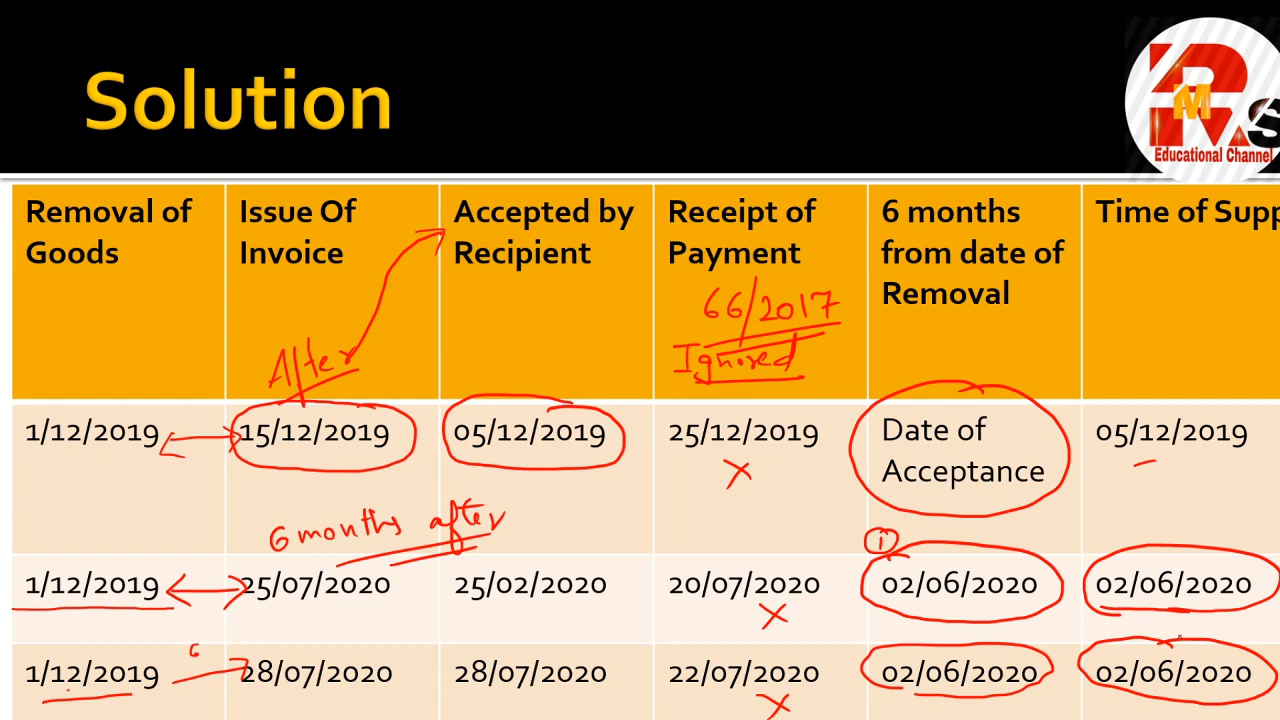 Solution
RMS
Educational Channel
Removal of Goods
Issue Of Invoice
Accepted by Recipient
Receipt of Payment
6 months from date of Removal
Time of Supp
66/2017
Ignored
After
1/12/2019
15/12/2019
05/12/2019
25/12/2019
Date of Acceptance
05/12/2019
6 months after
i
1/12/2019
25/07/2020
25/02/2020
20/07/2020
02/06/2020
02/06/2020
6
1/12/2019
28/07/2020
28/07/2020
22/07/2020
02/06/2020
02/06/2020